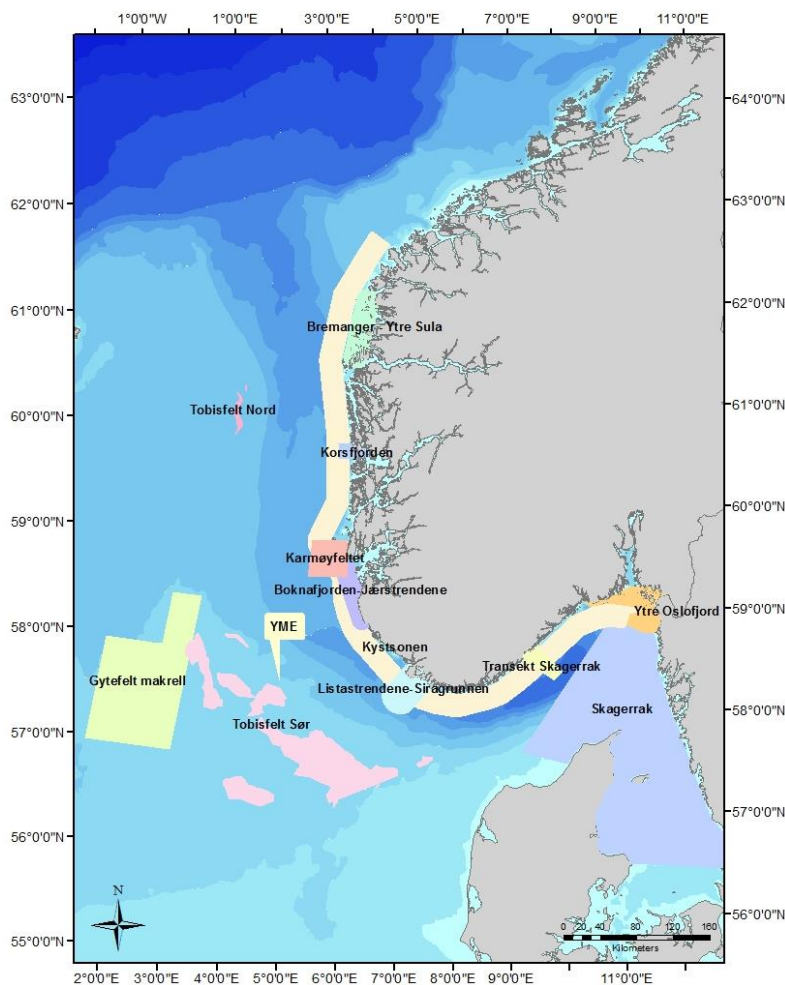 1°0'0"W 1°0'0"E 3°0'0"E 5°0'0"E 7°0'0"E 9°0'0"E 11°0'0"E
63°0'0"N
64°0'0"N
62°0'0"N
63°0'0"N
61°0'0"N
62°0'0"N
Bremanger - Ytre Sula
60°0'0"N
61°0'0"N
Tobisfelt Nord
Korsfjorden
59°0'0"N
60°0'0"N
Karmøyfeltet
Boknafjorden-Jærstrendene
58°0'0"N
59°0'0"N
Ytre Oslofjord
YME
Kystsonen
Gytefelt makrell
Transekt Skagerrak
Listastrendene-Siragrunnen
57°0'0"N
58°0'0"N
Skagerrak
Tobisfelt Sør
56°0'0"N
57°0'0"N
55°0'0"N
56°0'0"N
N
0 20 40 80 120 160
Kilometers
2°0'0"E 3°0'0"E 4°0'0"E 5°0'0"E 6°0'0"E 7°0'0"E 8°0'0"E 9°0'0"E 11°0'0"E